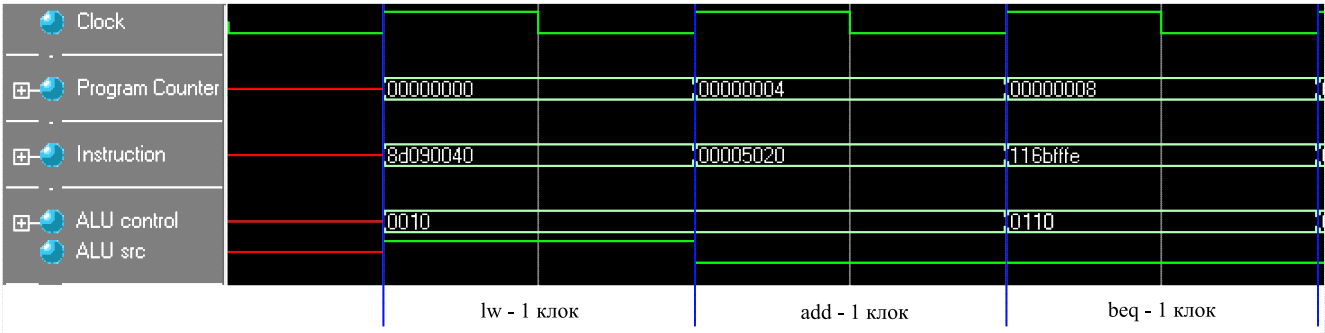 Clock
Program Counter 00000000 00000004 00000008
Instruction 8d090040 00005020 116bfffe
ALU control 0010 0110
ALU src
lw - 1 клок add - 1 клок beq - 1 клок